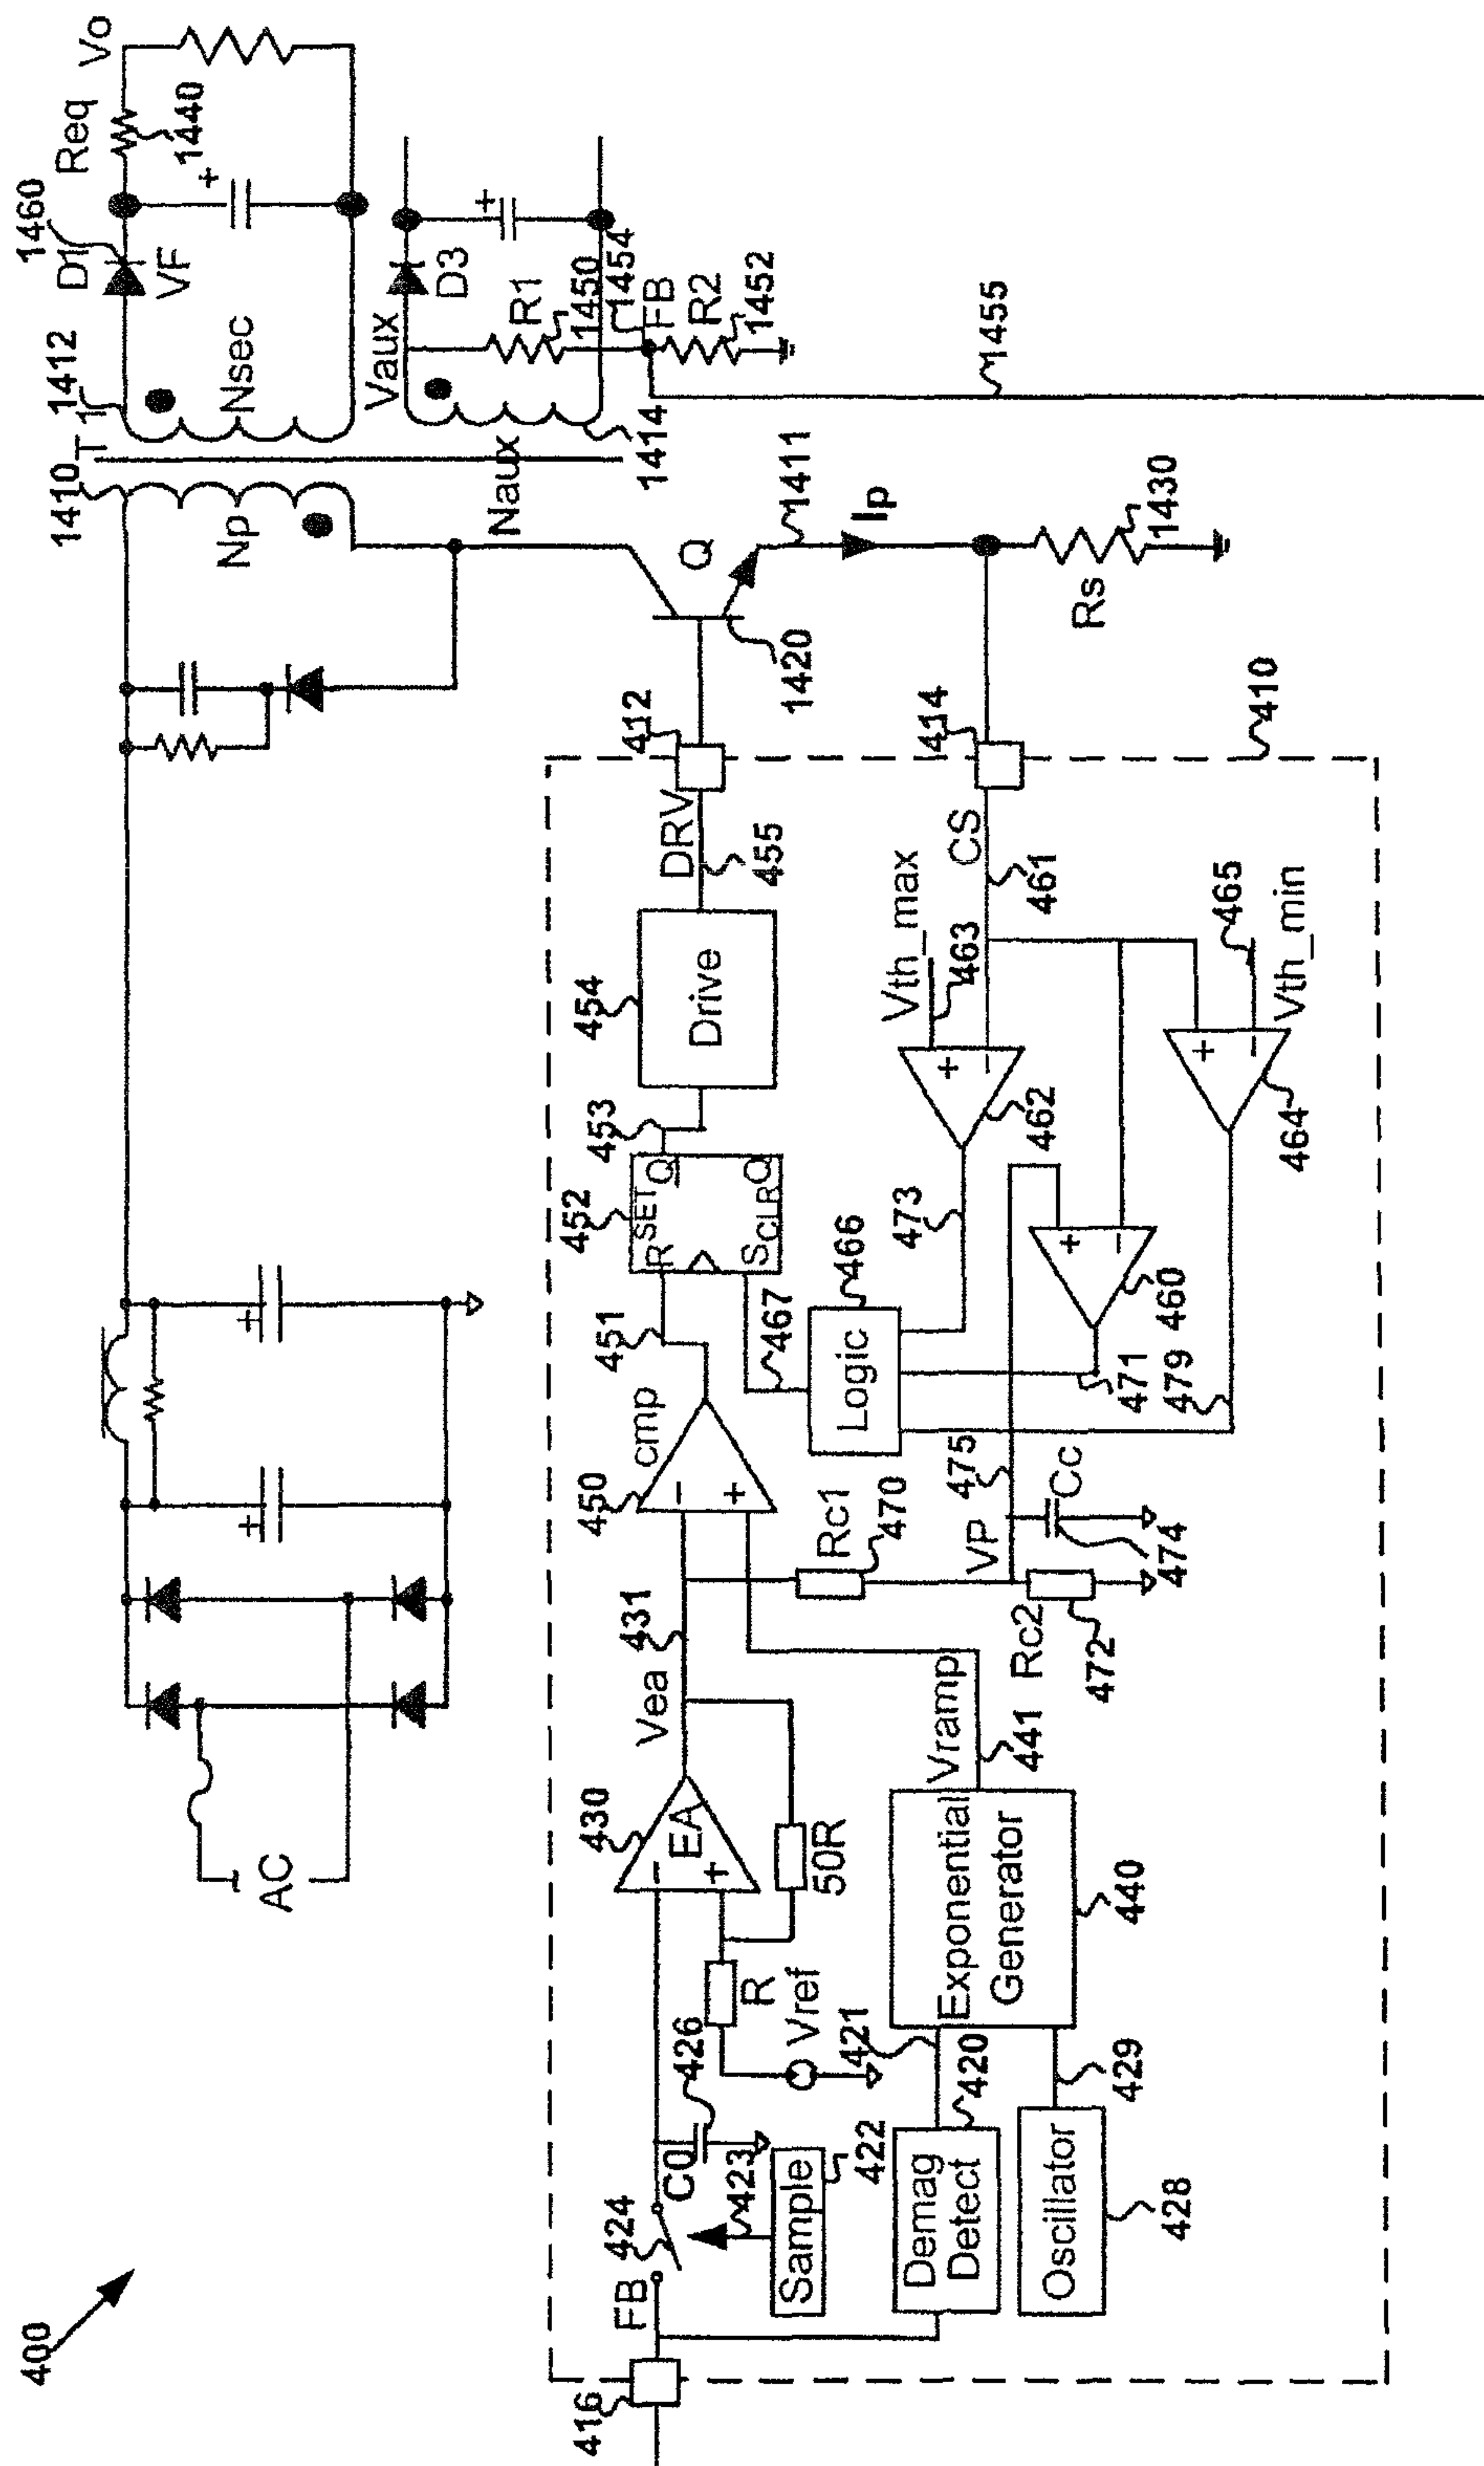 400
AC
1410
T 1
1412
Np
Nsec
D1
1460
VF
Req
1440
Vo
Vaux
Naux
1414
D3
R1
1450
1454
FB
R2
1452
1455
Q
1420
1411
Ip
Rs
1430
410
412
DRV
455
414
CS
461
416
FB
424
C0
426
423
Sample
422
R
Vref
430
EA
50R
Vea
431
450
cmp
451
452
R SET Q
S CLR Q
453
454
Drive
Demag
Detect
420
421
Oscillator
428
429
Exponential
Generator
440
Vramp
441
Rc1
470
Rc2
472
VP
475
Cc
474
Logic
466
467
473
471
479
460
462
Vth_max
463
464
465
Vth_min